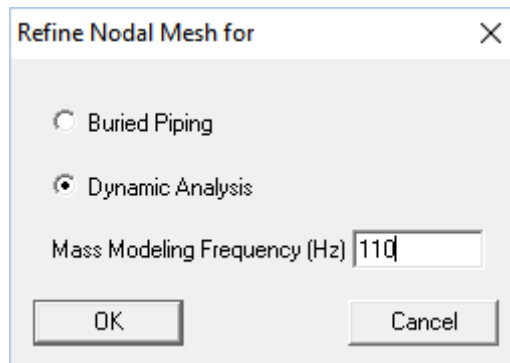 Refine Nodal Mesh for
Buried Piping
Dynamic Analysis
Mass Modeling Frequency (Hz) 110
OK Cancel